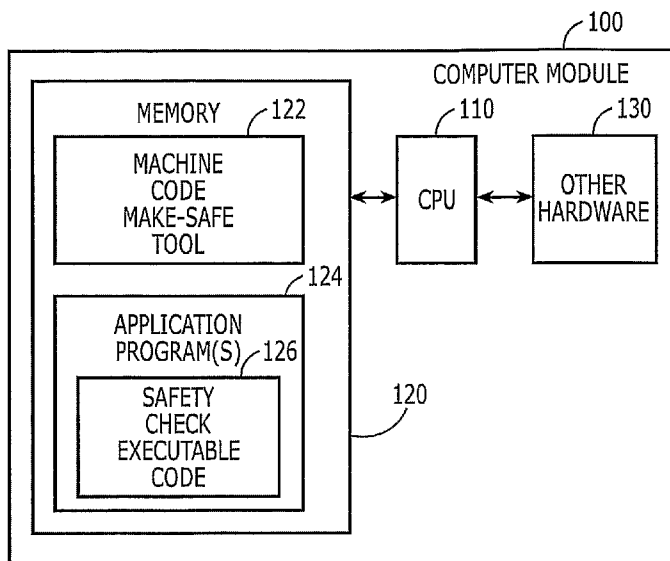 100
COMPUTER MODULE
MEMORY
122
110
130
MACHINE
CODE
MAKE-SAFE
TOOL
CPU
OTHER
HARDWARE
124
APPLICATION
PROGRAM(S)
126
SAFETY
CHECK
EXECUTABLE
CODE
120